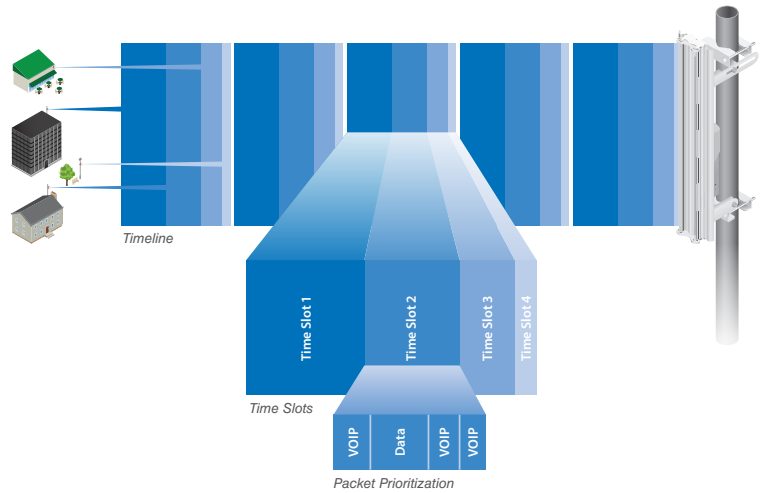 Timeline
Time Slot 1
Time Slot 2
Time Slot 3
Time Slot 4
Time Slots
VOIP
Data
VOIP
VOIP
Packet Prioritization